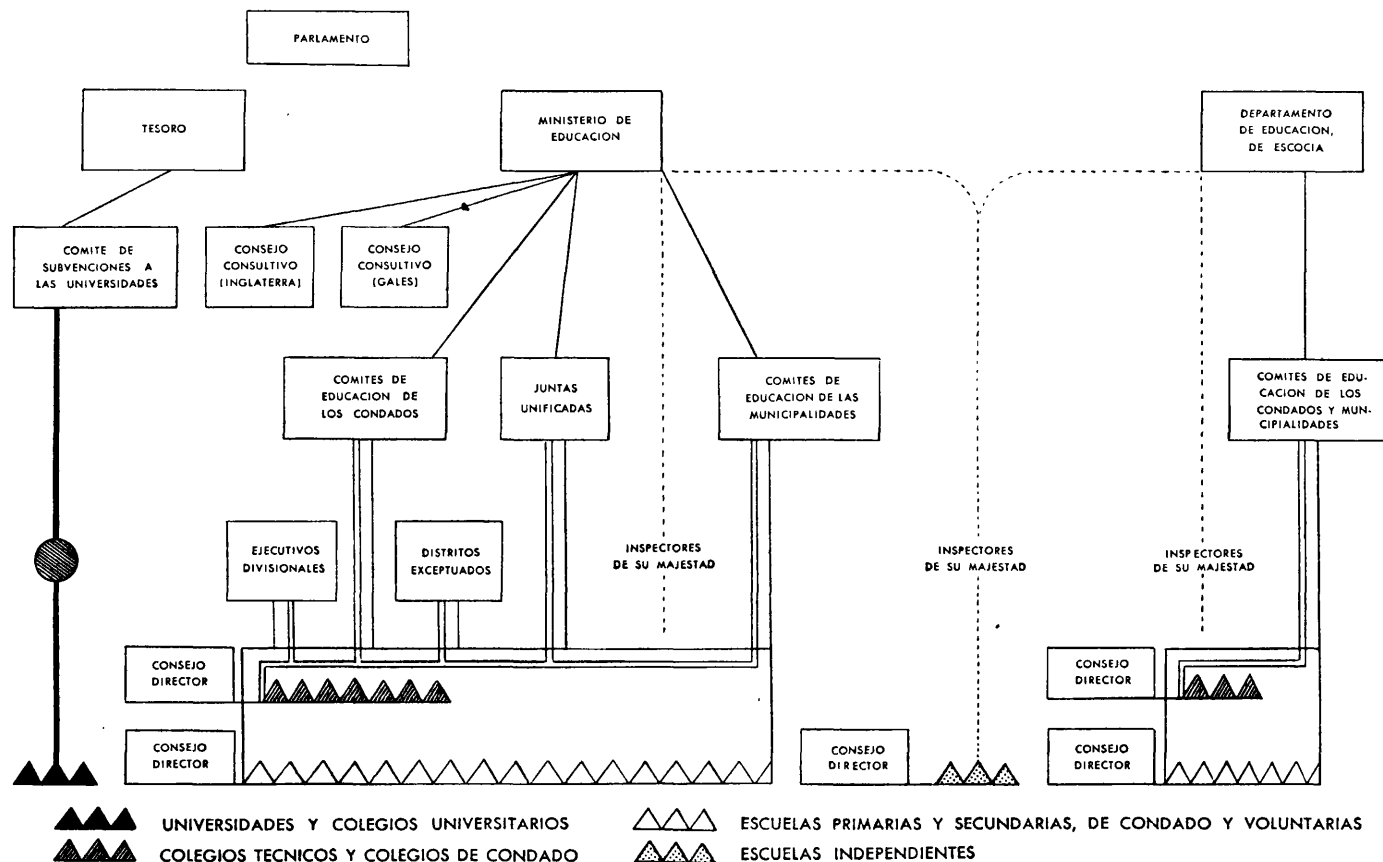 PARLAMENTO
TESORO
MINISTERIO DE
EDUCACION
DEPARTAMENTO
DE EDUCACION,
DE ESCOCIA
COMITE DE
SUBVENCIONES A
LAS UNIVERSIDADES
CONSEJO
CONSULTIVO
(INGLATERRA)
CONSEJO
CONSULTIVO
(GALES)
COMITES DE
EDUCACION DE
LOS CONDADOS
JUNTAS
UNIFICADAS
COMITES DE
EDUCACION DE LAS
MUNICIPALIDADES
COMITES DE EDU-
CACION DE LOS
CONDADOS Y MUN-
CIPIALIDADES
EJECUTIVOS
DIVISIONALES
DISTRITOS
EXCEPTUADOS
INSPECTORES
DE SU MAJESTAD
INSPECTORES
DE SU MAJESTAD
INSPECTORES
DE SU MAJESTAD
CONSEJO
DIRECTOR
CONSEJO
DIRECTOR
CONSEJO
DIRECTOR
CONSEJO
DIRECTOR
CONSEJO
DIRECTOR
UNIVERSIDADES Y COLEGIOS UNIVERSITARIOS
ESCUELAS PRIMARIAS Y SECUNDARIAS, DE CONDADO Y VOLUNTARIAS
COLEGIOS TECNICOS Y COLEGIOS DE CONDADO
ESCUELAS INDEPENDIENTES